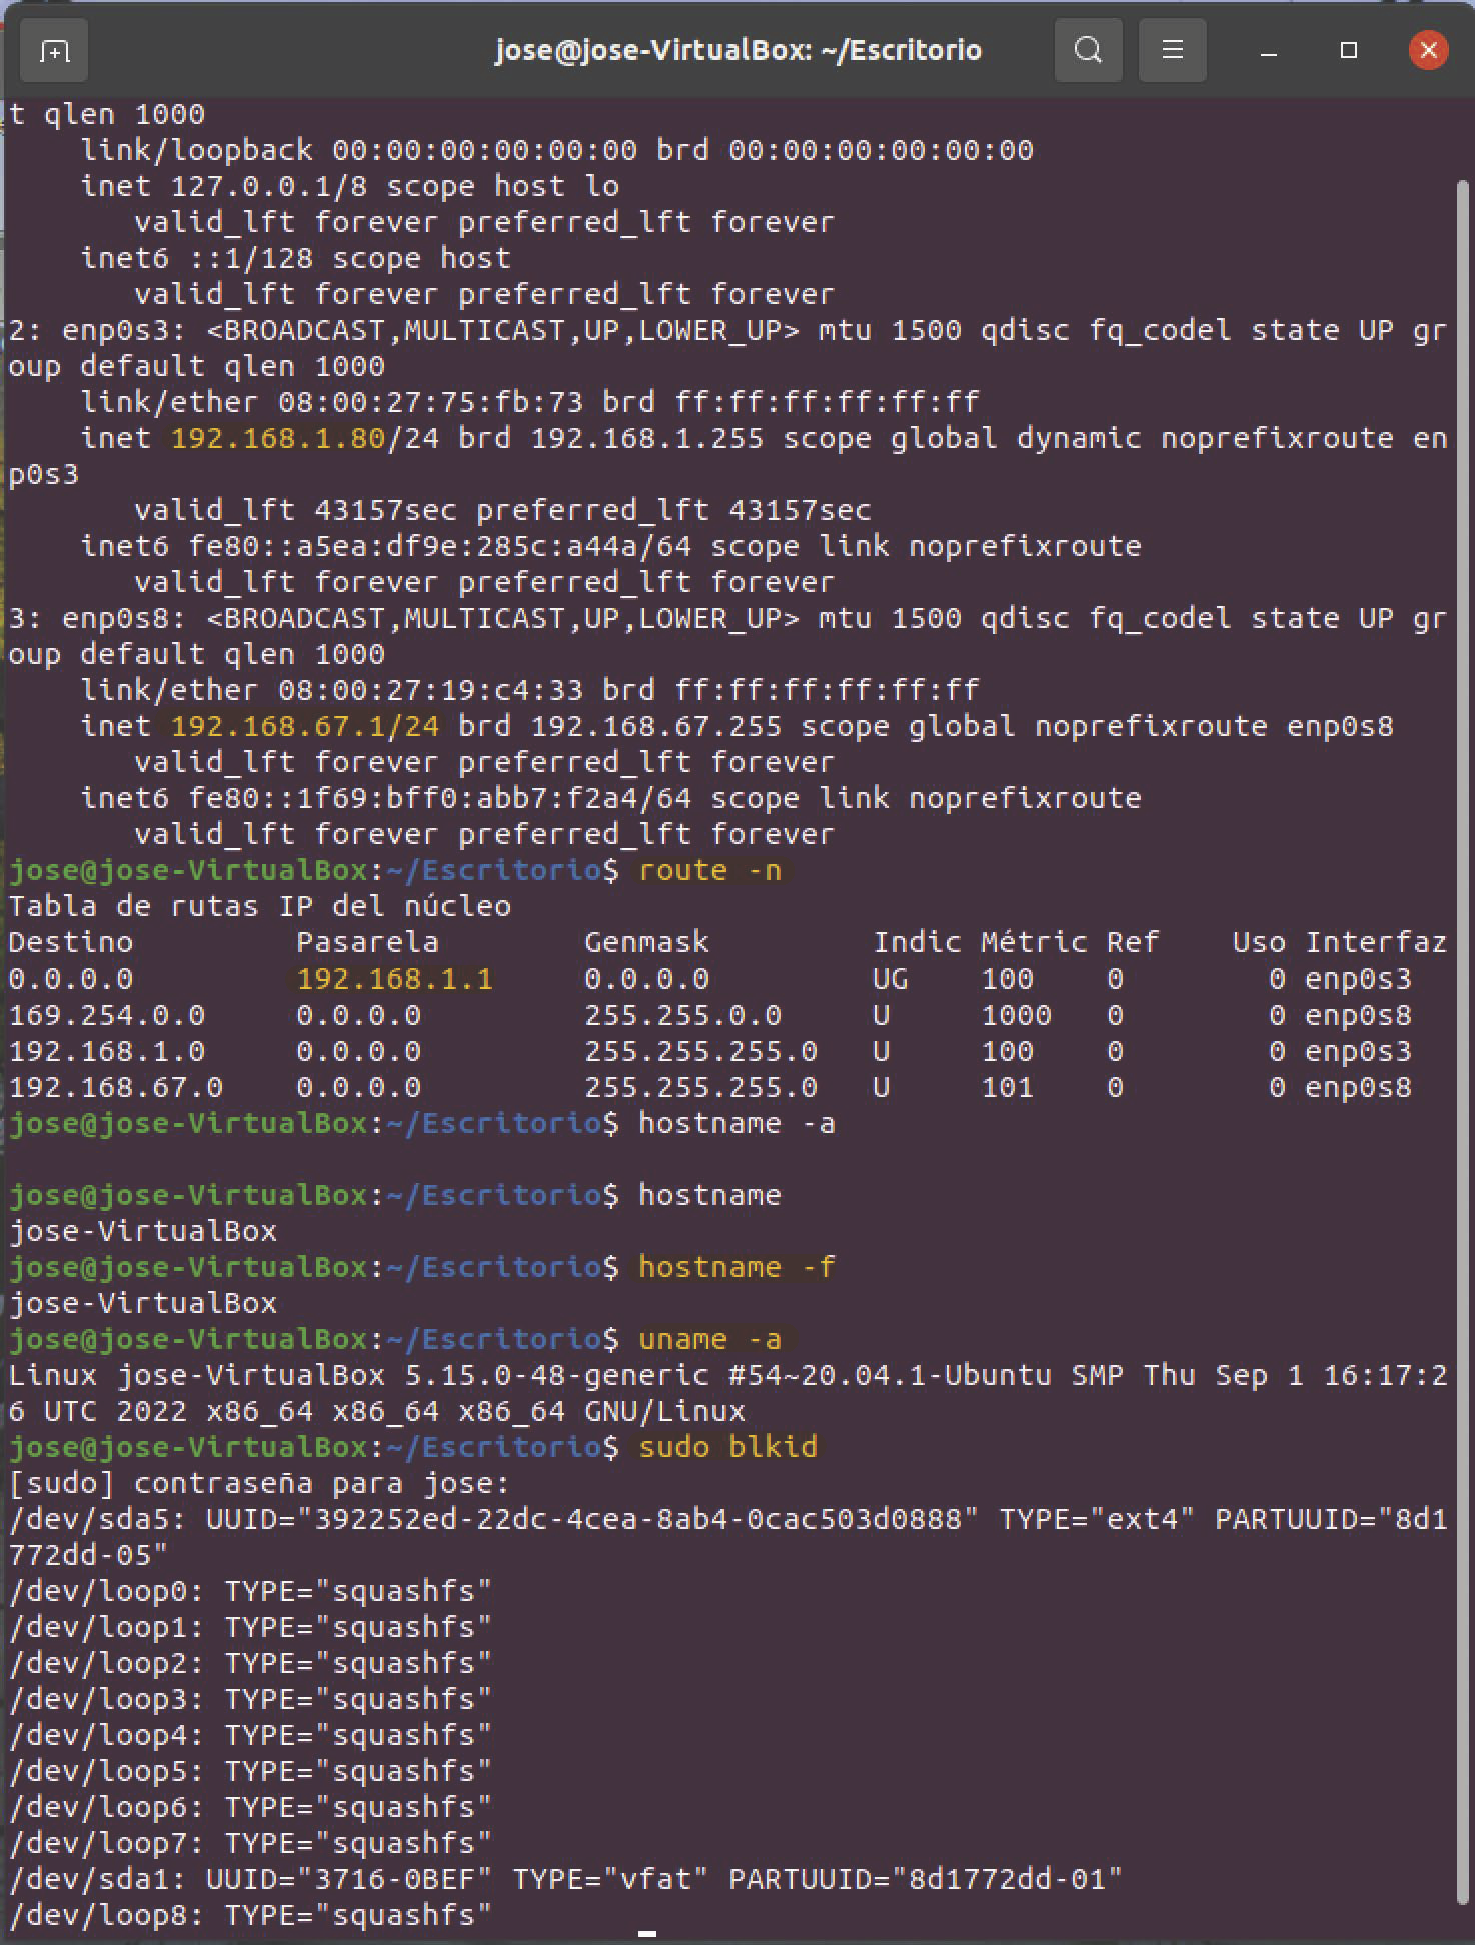 jose@jose-VirtualBox: ~/Escritorio
t qlen 1000
    link/loopback 00:00:00:00:00:00 brd 00:00:00:00:00:00
    inet 127.0.0.1/8 scope host lo
       valid_lft forever preferred_lft forever
    inet6 ::1/128 scope host
       valid_lft forever preferred_lft forever
2: enp0s3: <BROADCAST,MULTICAST,UP,LOWER_UP> mtu 1500 qdisc fq_codel state UP gr
oup default qlen 1000
    link/ether 08:00:27:75:fb:73 brd ff:ff:ff:ff:ff:ff
    inet 192.168.1.80/24 brd 192.168.1.255 scope global dynamic noprefixroute en
p0s3
       valid_lft 43157sec preferred_lft 43157sec
    inet6 fe80::a5ea:df9e:285c:a44a/64 scope link noprefixroute
       valid_lft forever preferred_lft forever
3: enp0s8: <BROADCAST,MULTICAST,UP,LOWER_UP> mtu 1500 qdisc fq_codel state UP gr
oup default qlen 1000
    link/ether 08:00:27:19:c4:33 brd ff:ff:ff:ff:ff:ff
    inet 192.168.67.1/24 brd 192.168.67.255 scope global noprefixroute enp0s8
       valid_lft forever preferred_lft forever
    inet6 fe80::1f69:bff0:abb7:f2a4/64 scope link noprefixroute
       valid_lft forever preferred_lft forever
jose@jose-VirtualBox:~/Escritorio$ route -n
Tabla de rutas IP del núcleo
Destino         Pasarela        Genmask         Indic Métric Ref    Uso Interfaz
0.0.0.0         192.168.1.1     0.0.0.0         UG    100    0        0 enp0s3
169.254.0.0     0.0.0.0         255.255.0.0     U     1000   0        0 enp0s8
192.168.1.0     0.0.0.0         255.255.255.0   U     100    0        0 enp0s3
192.168.67.0    0.0.0.0         255.255.255.0   U     101    0        0 enp0s8
jose@jose-VirtualBox:~/Escritorio$ hostname -a
jose@jose-VirtualBox:~/Escritorio$ hostname
jose-VirtualBox
jose@jose-VirtualBox:~/Escritorio$ hostname -f
jose-VirtualBox
jose@jose-VirtualBox:~/Escritorio$ uname -a
Linux jose-VirtualBox 5.15.0-48-generic #54~20.04.1-Ubuntu SMP Thu Sep 1 16:17:2
6 UTC 2022 x86_64 x86_64 x86_64 GNU/Linux
jose@jose-VirtualBox:~/Escritorio$ sudo blkid
[sudo] contraseña para jose:
/dev/sda5: UUID="392252ed-22dc-4cea-8ab4-0cac503d0888" TYPE="ext4" PARTUUID="8d1
772dd-05"
/dev/loop0: TYPE="squashfs"
/dev/loop1: TYPE="squashfs"
/dev/loop2: TYPE="squashfs"
/dev/loop3: TYPE="squashfs"
/dev/loop4: TYPE="squashfs"
/dev/loop5: TYPE="squashfs"
/dev/loop6: TYPE="squashfs"
/dev/loop7: TYPE="squashfs"
/dev/sda1: UUID="3716-0BEF" TYPE="vfat" PARTUUID="8d1772dd-01"
/dev/loop8: TYPE="squashfs"